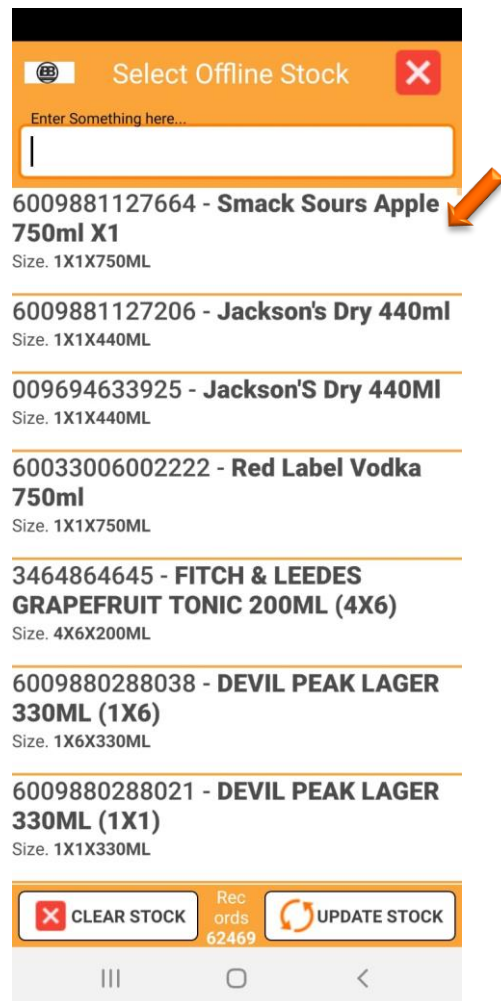 BB
Select Offline Stock
Enter Something here...
6009881127664 - Smack Sours Apple
750ml X1
Size. 1X1X750ML
6009881127206 - Jackson's Dry 440ml
Size. 1X1X440ML
009694633925 - Jackson'S Dry 440Ml
Size. 1X1X440ML
60033006002222 - Red Label Vodka
750ml
Size. 1X1X750ML
3464864645 - FITCH & LEEDES
GRAPEFRUIT TONIC 200ML (4X6)
Size. 4X6X200ML
6009880288038 - DEVIL PEAK LAGER
330ML (1X6)
Size. 1X6X330ML
6009880288021 - DEVIL PEAK LAGER
330ML (1X1)
Size. 1X1X330ML
CLEAR STOCK
Rec
ords
62469
UPDATE STOCK